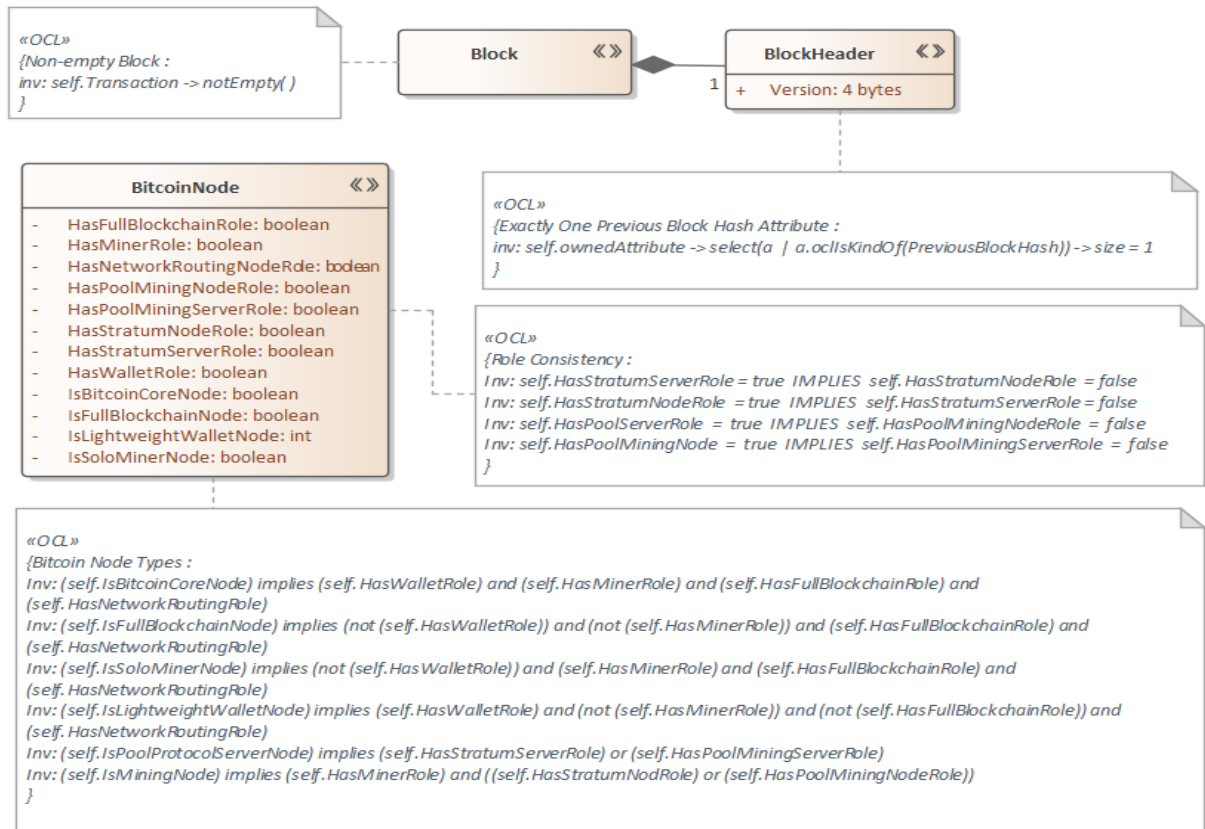 «OCL»
{Non-empty Block :
inv: self.Transaction -> notEmpty( )
}
Block
«»
1
BlockHeader
«»
+ Version: 4 bytes
BitcoinNode
«»
- HasFullBlockchainRole: boolean
- HasMinerRole: boolean
- HasNetworkRoutingNodeRole: boolean
- HasPoolMiningNodeRole: boolean
- HasPoolMiningServerRole: boolean
- HasStratumNodeRole: boolean
- HasStratumServerRole: boolean
- HasWalletRole: boolean
- IsBitcoinCoreNode: boolean
- IsFullBlockchainNode: boolean
- IsLightweightWalletNode: int
- IsSoloMinerNode: boolean
«OCL»
{Exactly One Previous Block Hash Attribute :
inv: self.ownedAttribute -> select(a | a.oclIsKindOf(PreviousBlockHash)) -> size = 1
}
«OCL»
{Role Consistency :
Inv: self.HasStratumServerRole = true IMPLIES self.HasStratumNodeRole = false
Inv: self.HasStratumNodeRole = true IMPLIES self.HasStratumServerRole = false
Inv: self.HasPoolServerRole = true IMPLIES self.HasPoolMiningNodeRole = false
Inv: self.HasPoolMiningNode = true IMPLIES self.HasPoolMiningServerRole = false
}
«OCL»
{Bitcoin Node Types :
Inv: (self.IsBitcoinCoreNode) implies (self.HasWalletRole) and (self.HasMinerRole) and (self.HasFullBlockchainRole) and
(self.HasNetworkRoutingRole)
Inv: (self.IsFullBlockchainNode) implies (not (self.HasWalletRole)) and (not (self.HasMinerRole)) and (self.HasFullBlockchainRole) and
(self.HasNetworkRoutingRole)
Inv: (self.IsSoloMinerNode) implies (not (self.HasWalletRole)) and (self.HasMinerRole) and (self.HasFullBlockchainRole) and
(self.HasNetworkRoutingRole)
Inv: (self.IsLightweightWalletNode) implies (self.HasWalletRole) and (not (self.HasMinerRole)) and (not (self.HasFullBlockchainRole)) and
(self.HasNetworkRoutingRole)
Inv: (self.IsPoolProtocolServerNode) implies (self.HasStratumServerRole) or (self.HasPoolMiningServerRole)
Inv: (self.IsMiningNode) implies (self.HasMinerRole) and ((self.HasStratumNodRole) or (self.HasPoolMiningNodeRole))
}